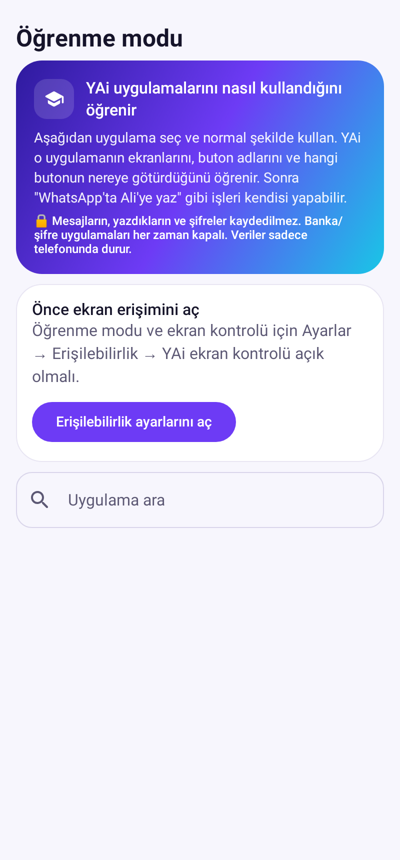 Öğrenme modu
YAi uygulamalarını nasıl kullandığını
öğrenir
Aşağıdan uygulama seç ve normal şekilde kullan. YAi
o uygulamanın ekranlarını, buton adlarını ve hangi
butonun nereye götürdüğünü öğrenir. Sonra
"WhatsApp'ta Ali'ye yaz" gibi işleri kendisi yapabilir.
🔒 Mesajların, yazdıkların ve şifreler kaydedilmez. Banka/
şifre uygulamaları her zaman kapalı. Veriler sadece
telefonunda durur.
Önce ekran erişimini aç
Öğrenme modu ve ekran kontrolü için Ayarlar
→ Erişilebilirlik → YAi ekran kontrolü açık
olmalı.
Erişilebilirlik ayarlarını aç
Uygulama ara